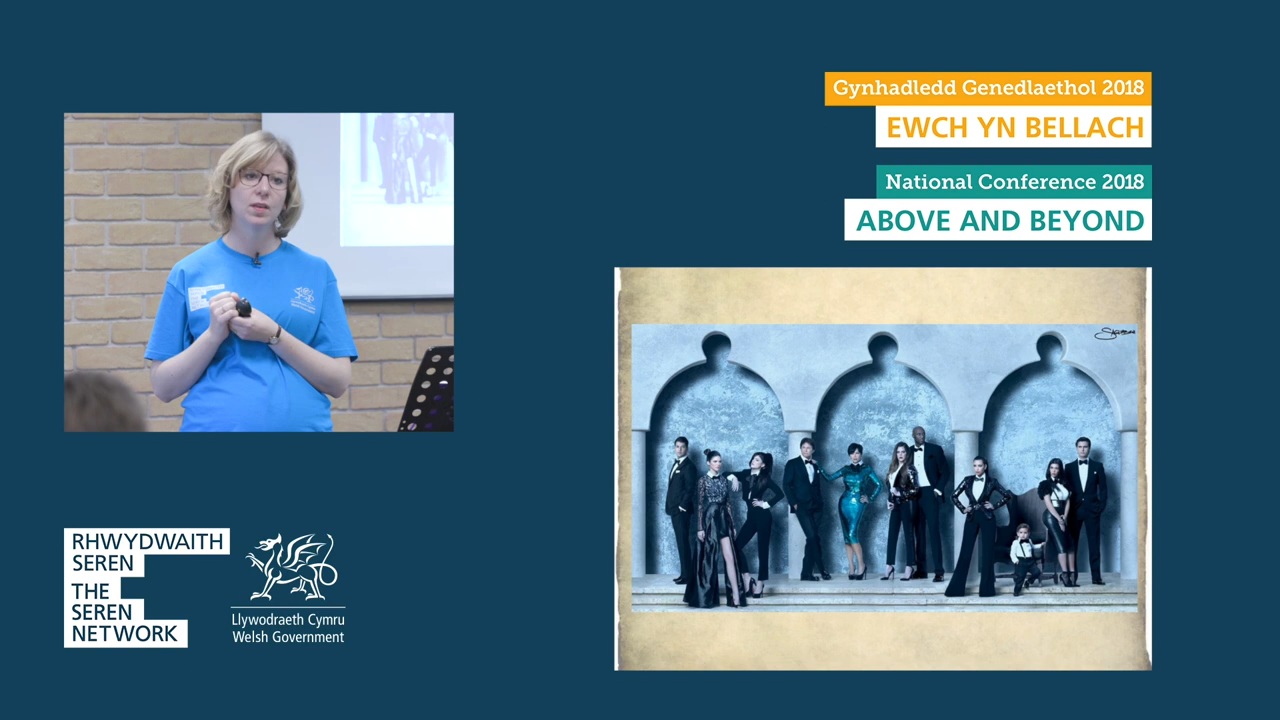 Gynhadledd Genedlaethol 2018
EWCH YN BELLACH
National Conference 2018
ABOVE AND BEYOND
RHWYDWAITH
SEREN
THE
SEREN
NETWORK
Llywodraeth Cymru
Welsh Government